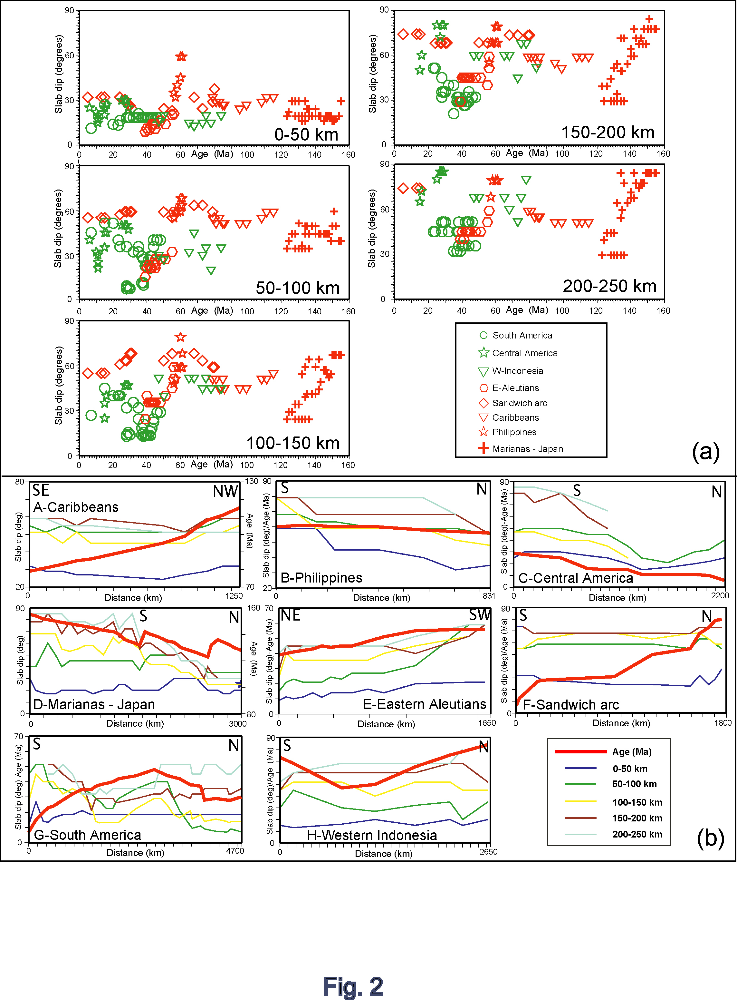 90
60
30
0
Slab dip (degrees)
0-50 km
0 20 40 60 Age (Ma) 100 120 140 160
90
60
30
0
Slab dip (degrees)
150-200 km
0 20 40 60 Age (Ma) 100 120 140 160
90
60
30
0
Slab dip (degrees)
50-100 km
0 20 40 60 Age (Ma) 100 120 140 160
90
60
30
0
Slab dip (degrees)
200-250 km
0 20 40 60 Age (Ma) 100 120 140 160
90
60
30
0
Slab dip (degrees)
100-150 km
0 20 40 60 Age (Ma) 100 120 140 160
South America
Central America
W-Indonesia
E-Aleutians
Sandwich arc
Caribbeans
Philippines
Marianas - Japan
(a)
80
20
Slab dip (deg)
SE NW
A-Caribbeans
130
70
Age (Ma)
0 Distance (km) 1250
90
20
Slab dip (deg)/Age (Ma)
S N
B-Philippines
0 Distance (km) 831
90
0
Slab dip (deg)-Age (Ma)
S N
C-Central America
0 Distance (km) 2200
90
0
Slab dip (deg)
S N
D-Marianas - Japan
160
80
Age (Ma)
0 Distance (km) 3000
70
0
Slab dip (deg)-Age (Ma)
NE SW
E-Eastern Aleutians
0 Distance (km) 1650
90
0
Slab dip (deg)/Age (Ma)
S N
F-Sandwich arc
0 Distance (km) 1800
70
0
Slab dip (deg)-Age (Ma)
S N
G-South America
0 Distance (km) 4700
90
0
Slab dip (deg)/Age (Ma)
S N
H-Western Indonesia
0 Distance (km) 2650
Age (Ma)
0-50 km
50-100 km
100-150 km
150-200 km
200-250 km
(b)
Fig. 2